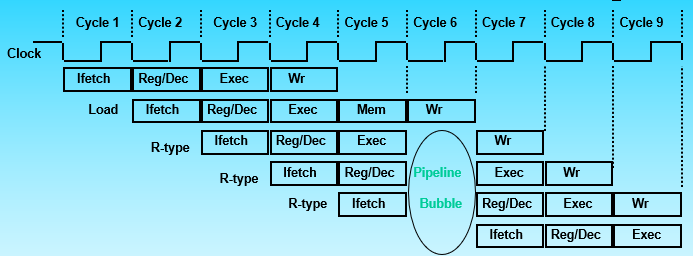 Cycle 1 Cycle 2 Cycle 3 Cycle 4 Cycle 5 Cycle 6 Cycle 7 Cycle 8 Cycle 9
Clock
Ifetch Reg/Dec Exec Wr
Load Ifetch Reg/Dec Exec Mem Wr
R-type Ifetch Reg/Dec Exec Wr
R-type Ifetch Reg/Dec Pipeline Exec Wr
R-type Ifetch Bubble Reg/Dec Exec Wr
Ifetch Reg/Dec Exec